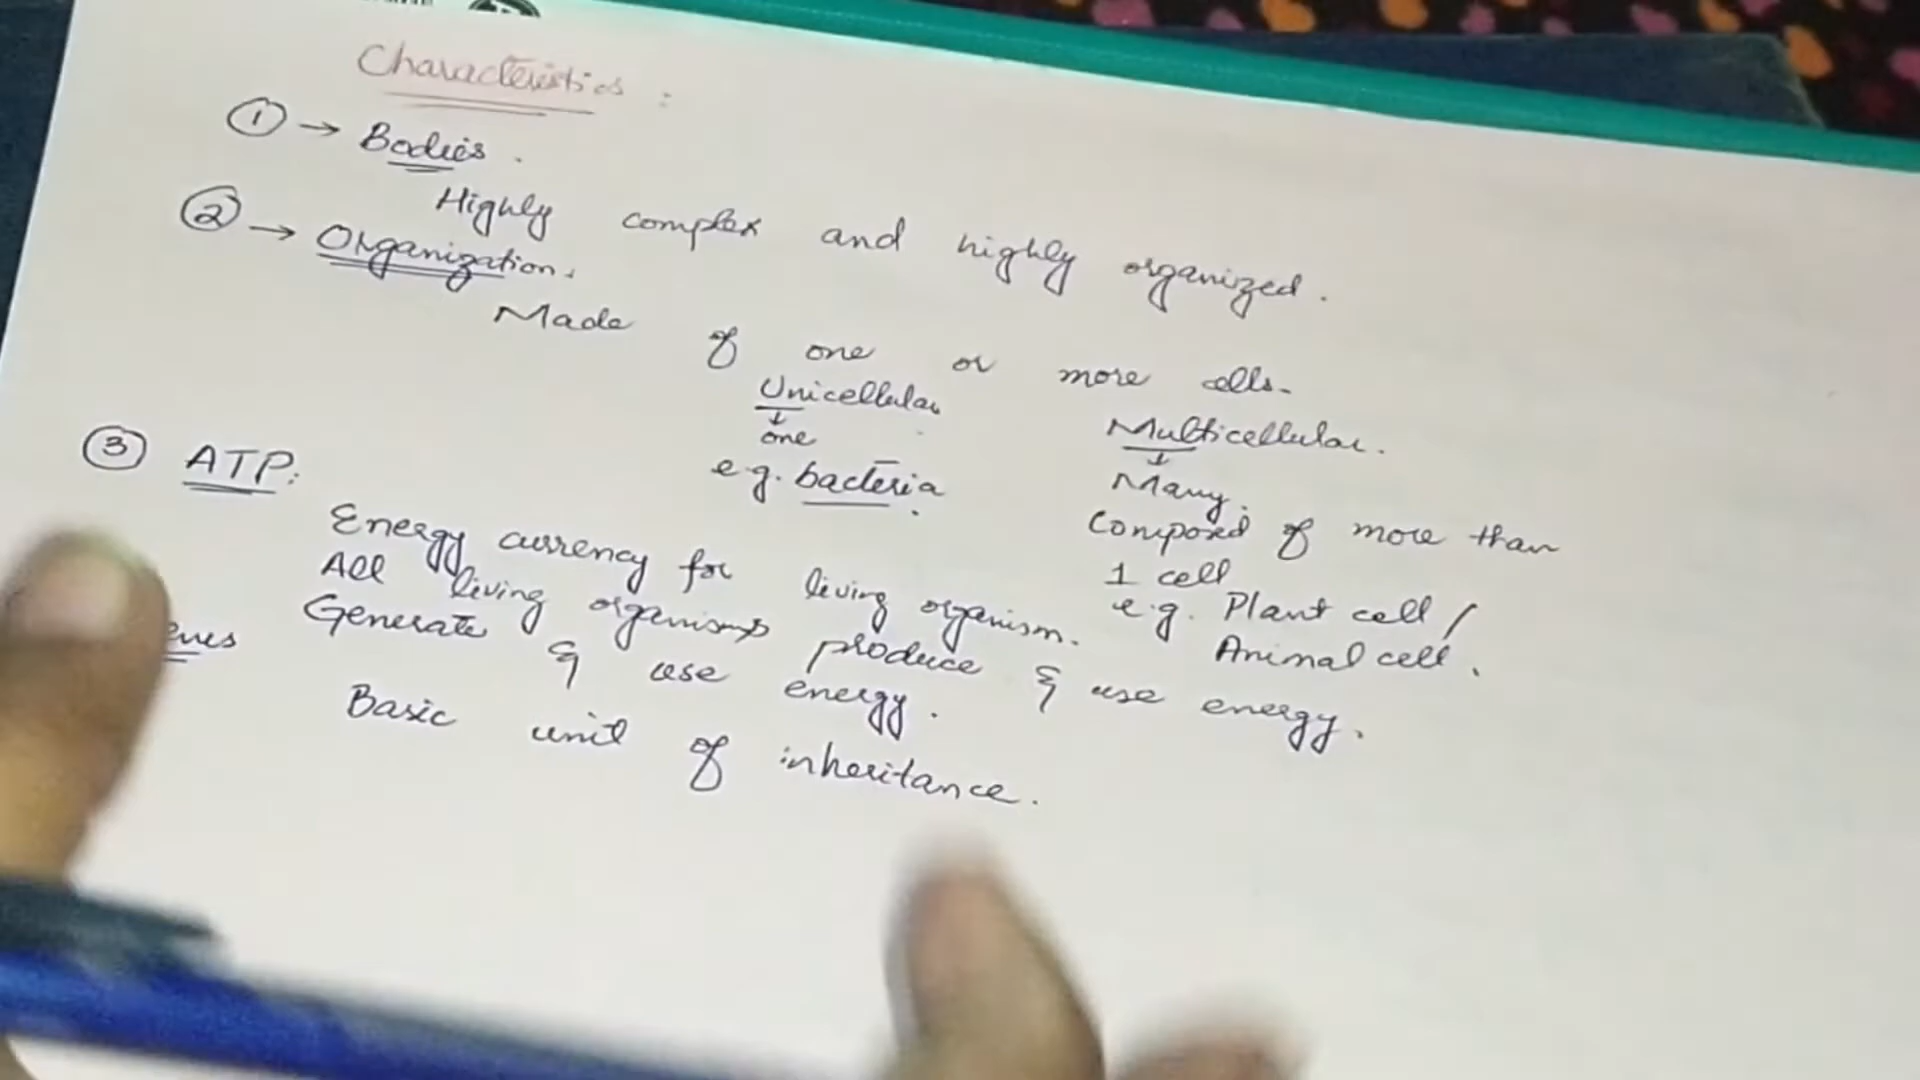 Characteristics :
① → Bodies.
Highly complex and highly organized.
② → Organization.
Made of one or more cells.
Unicellular
↓
one
e.g. bacteria.
Multicellular.
↓
Many.
Composed of more than
1 cell
e.g. Plant cell /
Animal cell.
③ ATP:
Energy currency for living organism.
All living organisms produce & use energy.
Generate & use energy.
enes
Basic unit of inheritance.